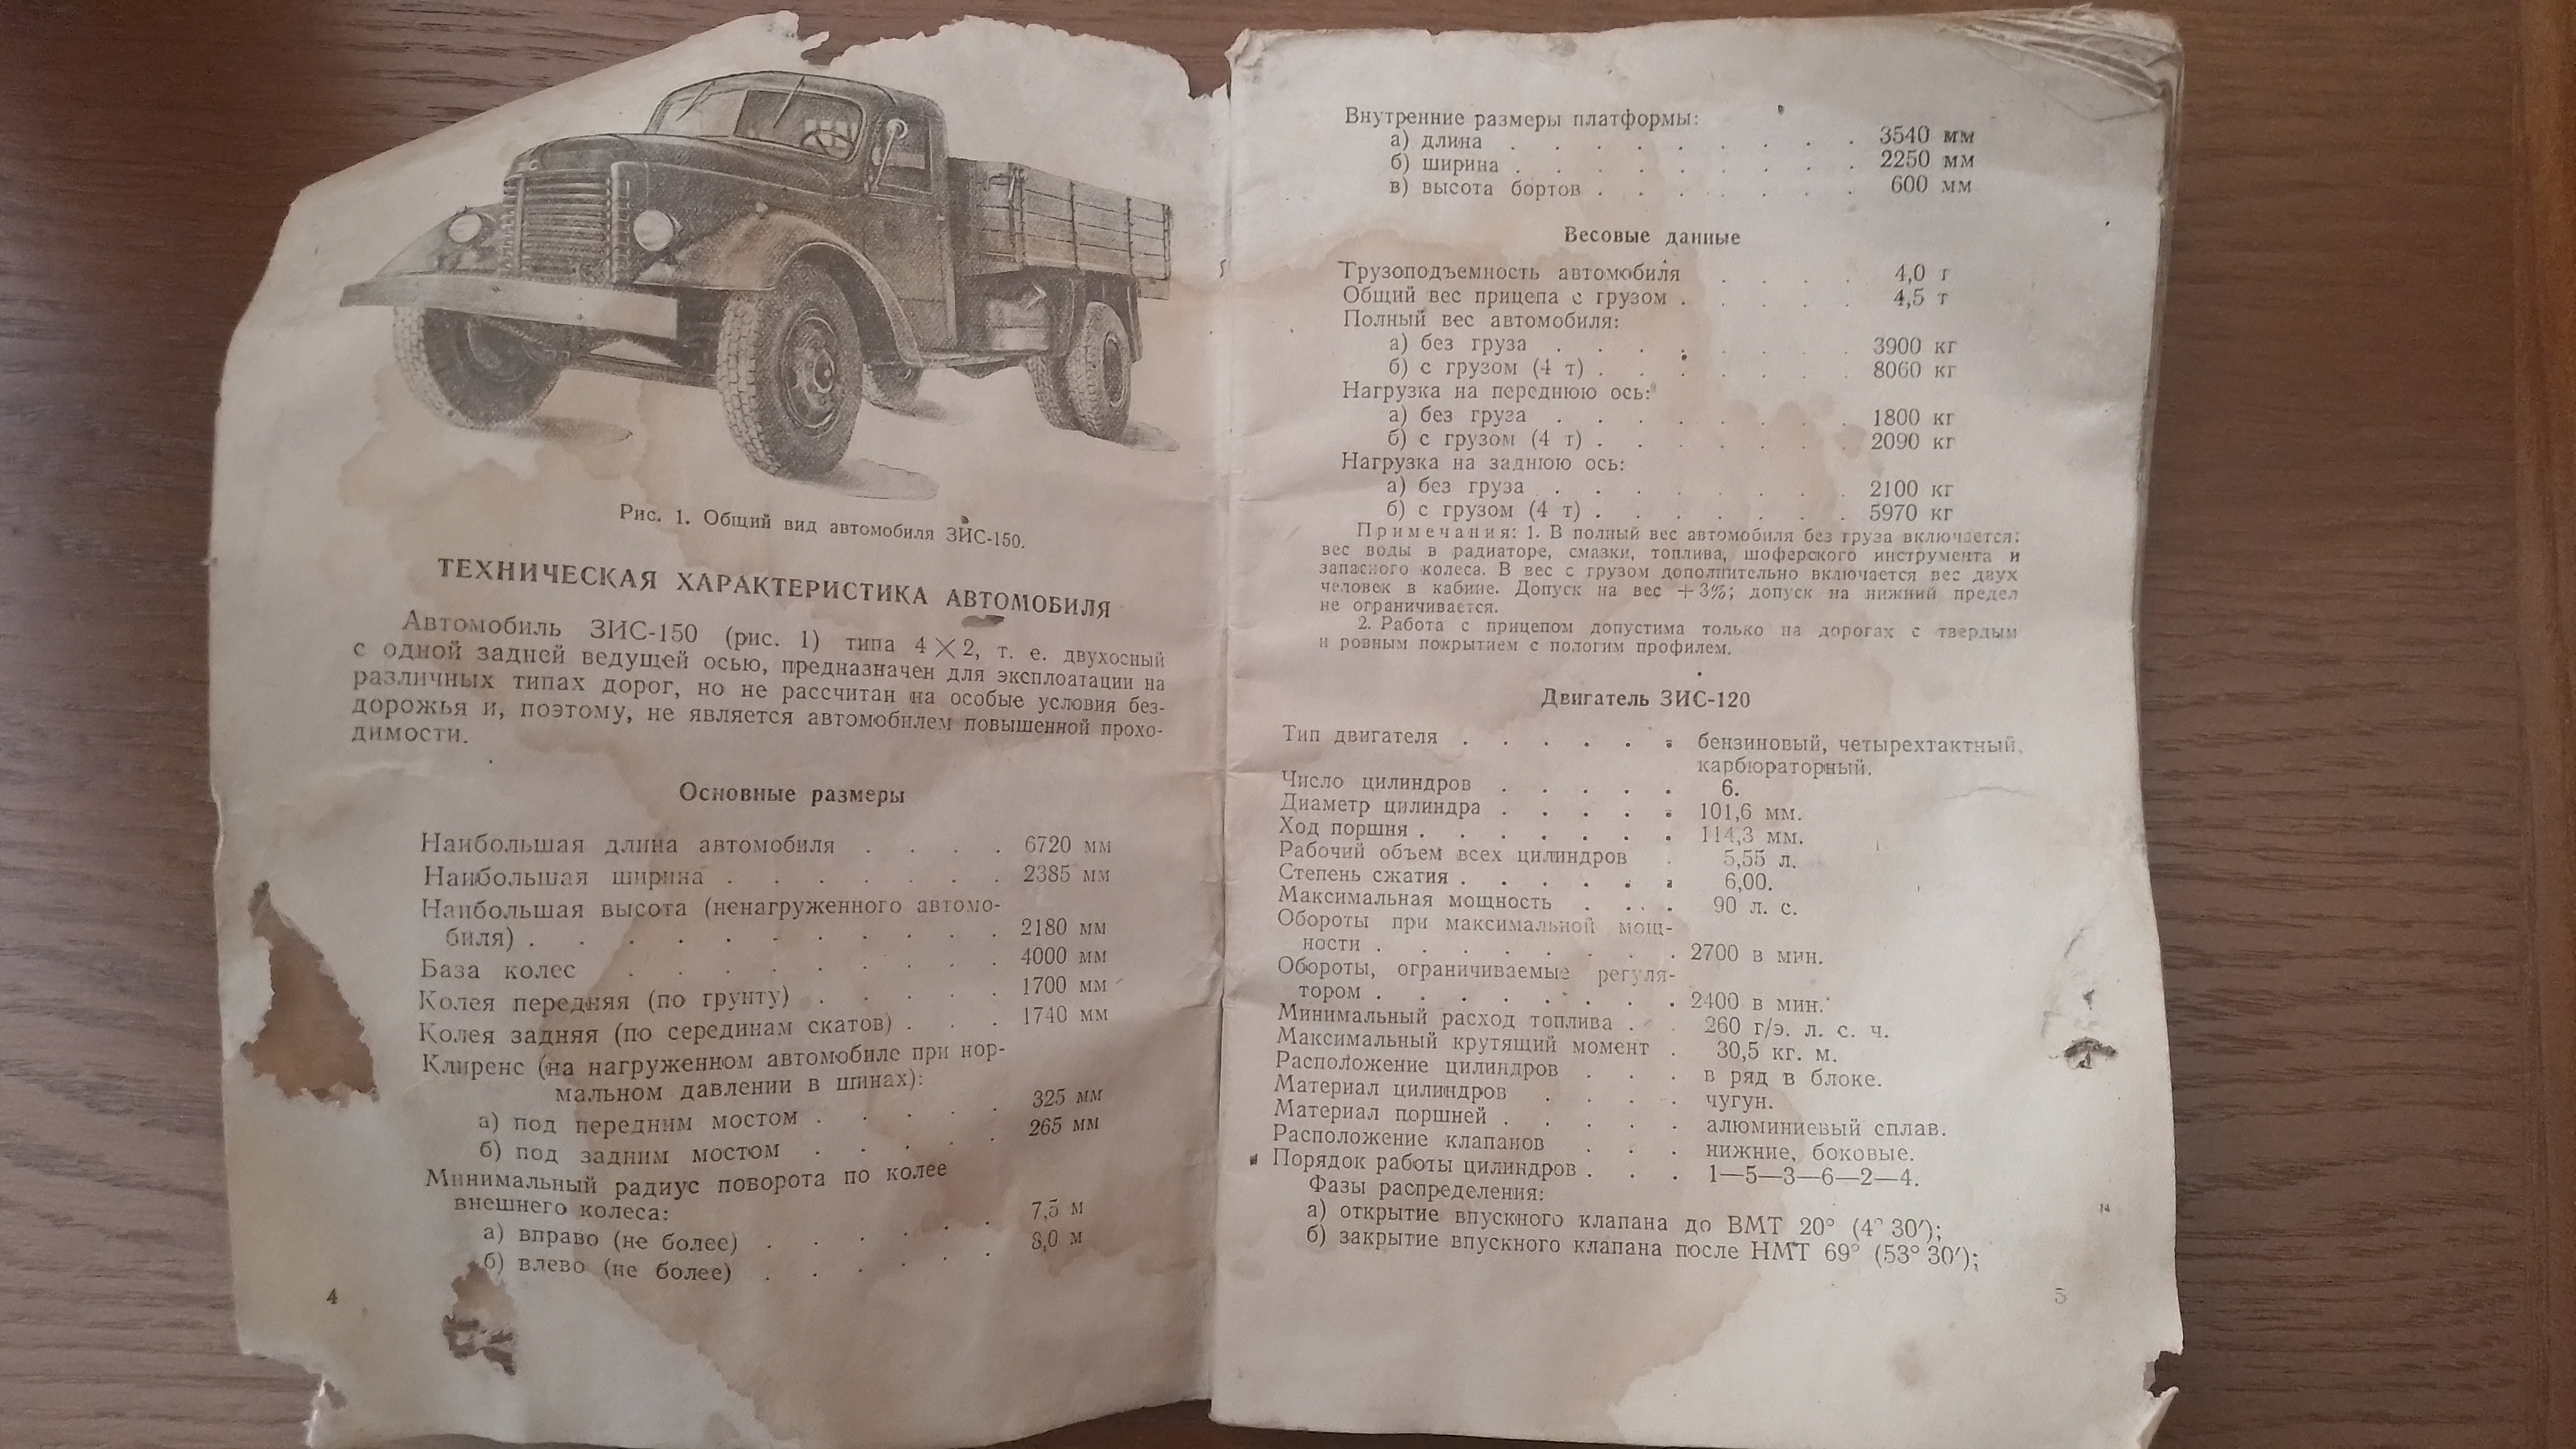 Рис. 1. Общий вид автомобиля ЗИС-150.
ТЕХНИЧЕСКАЯ ХАРАКТЕРИСТИКА АВТОМОБИЛЯ
Автомобиль ЗИС-150 (рис. 1) типа 4×2, т. е. двухосный
с одной задней ведущей осью, предназначен для эксплоатации на
различных типах дорог, но не рассчитан на особые условия без-
дорожья и, поэтому, не является автомобилем повышенной прохо-
димости.
Основные размеры
Наибольшая длина автомобиля . . . . 6720 мм
Наибольшая ширина . . . . . . . 2385 мм
Наибольшая высота (ненагруженного автомо-
биля) . . . . . . . . . . 2180 мм
База колес . . . . . . . 4000 мм
Колея передняя (по грунту) . . . . 1700 мм
Колея задняя (по серединам скатов) . . . 1740 мм
Клиренс (на нагруженном автомобиле при нор-
мальном давлении в шинах):
а) под передним мостом . . . . 325 мм
б) под задним мостом . . . . 265 мм
Минимальный радиус поворота по колее
внешнего колеса:
а) вправо (не более) . . . . . 7,5 м
б) влево (не более) . . . . . 8,0 м
4
Внутренние размеры платформы:
а) длина . . . . . . . . . 3540 мм
б) ширина . . . . . . . . . 2250 мм
в) высота бортов . . . . . . . 600 мм
Весовые данные
Грузоподъемность автомобиля . . . . 4,0 т
Общий вес прицепа с грузом . . . . . 4,5 т
Полный вес автомобиля:
а) без груза . . . . . . . . 3900 кг
б) с грузом (4 т) . . . . . . . 8060 кг
Нагрузка на переднюю ось:
а) без груза . . . . . . . . 1800 кг
б) с грузом (4 т) . . . . . . . 2090 кг
Нагрузка на заднюю ось:
а) без груза . . . . . . . . 2100 кг
б) с грузом (4 т) . . . . . . . 5970 кг
Примечания: 1. В полный вес автомобиля без груза включается:
вес воды в радиаторе, смазки, топлива, шоферского инструмента и
запасного колеса. В вес с грузом дополнительно включается вес двух
человек в кабине. Допуск на вес +3%; допуск на нижний предел
не ограничивается.
2. Работа с прицепом допустима только на дорогах с твердым
и ровным покрытием с пологим профилем.
Двигатель ЗИС-120
Тип двигателя . . . . . . бензиновый, четырехтактный,
карбюраторный.
Число цилиндров . . . . . 6.
Диаметр цилиндра . . . . . 101,6 мм.
Ход поршня . . . . . . . 114,3 мм.
Рабочий объем всех цилиндров . 5,55 л.
Степень сжатия . . . . . . 6,00.
Максимальная мощность . . . . 90 л. с.
Обороты при максимальной мощ-
ности . . . . . . . . 2700 в мин.
Обороты, ограничиваемые регуля-
тором . . . . . . . . 2400 в мин.
Минимальный расход топлива . . 260 г/э. л. с. ч.
Максимальный крутящий момент . 30,5 кг. м.
Расположение цилиндров . . . в ряд в блоке.
Материал цилиндров . . . . чугун.
Материал поршней . . . . . алюминиевый сплав.
Расположение клапанов . . . нижние, боковые.
Порядок работы цилиндров . . . 1—5—3—6—2—4.
Фазы распределения:
а) открытие впускного клапана до ВМТ 20° (4° 30′);
б) закрытие впускного клапана после НМТ 69° (53° 30′);
5